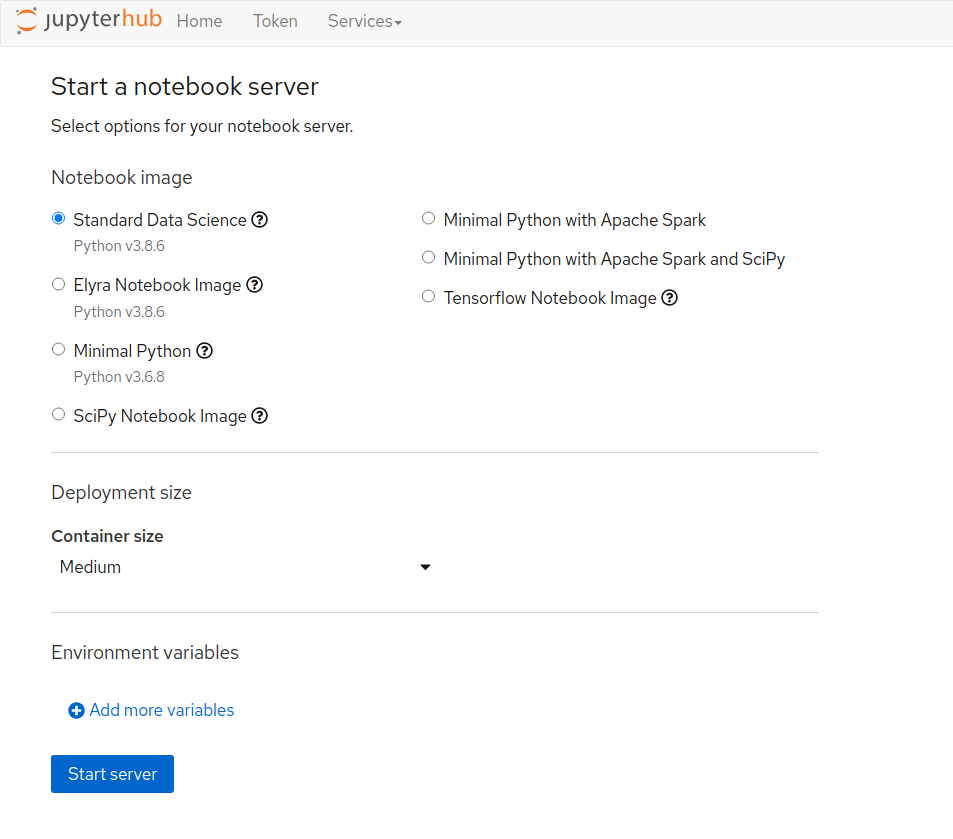 jupyterhub Home Token Services
Start a notebook server
Select options for your notebook server.
Notebook image
Standard Data Science
Python v3.8.6
Elyra Notebook Image
Python v3.8.6
Minimal Python
Python v3.6.8
SciPy Notebook Image
Minimal Python with Apache Spark
Minimal Python with Apache Spark and SciPy
Tensorflow Notebook Image
Deployment size
Container size
Medium
Environment variables
Add more variables
Start server